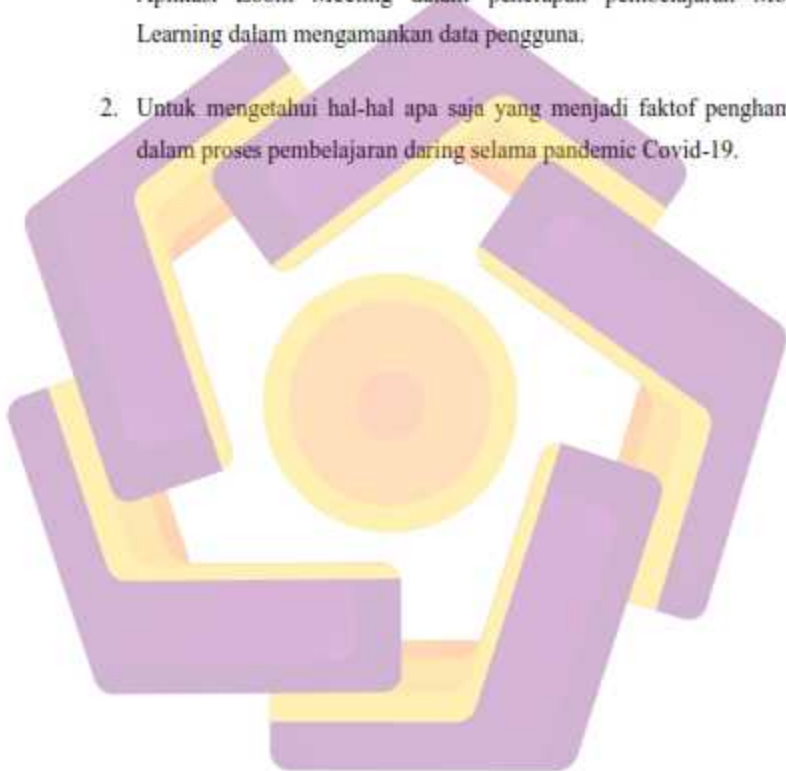 Aplikasi Zoom Meeting dalam penerapan pembelajaran
Learning dalam mengamankan data pengguna.
2. Untuk mengetahui hal-hal apa saja yang menjadi faktof
dalam proses pembelajaran daring selama pandemic Covid-19.